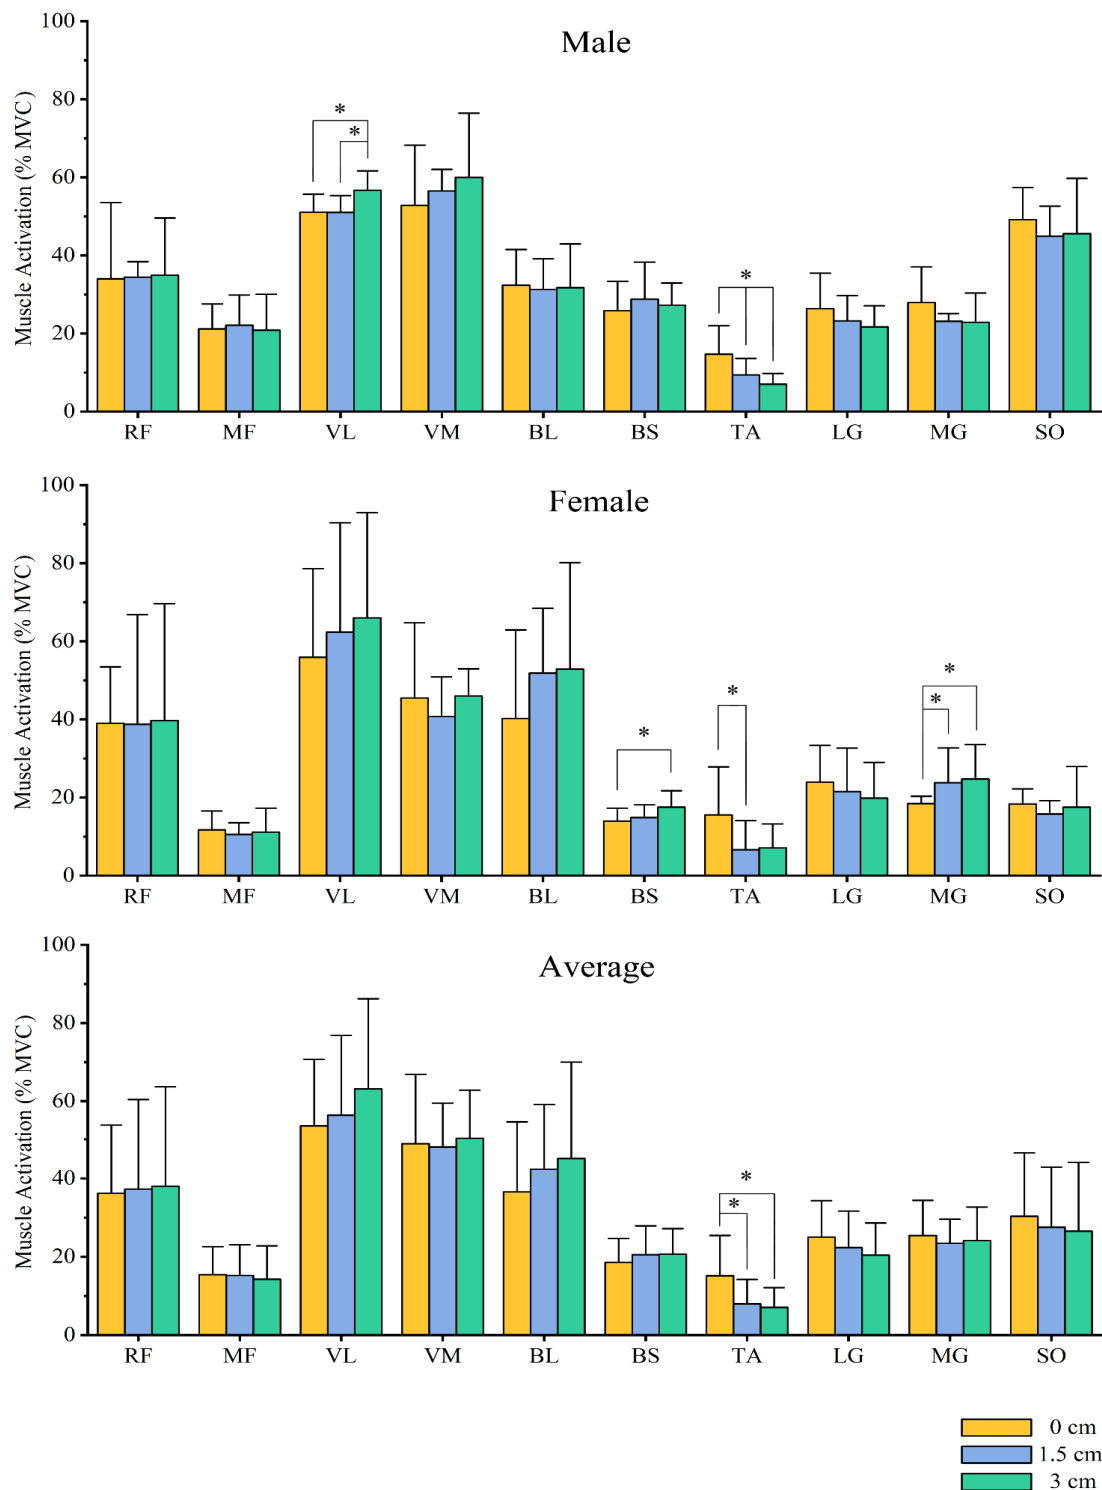 Male
Muscle Activation (% MVC)
100
80
60
40
20
0
* *
*
RF MF VL VM BL BS TA LG MG SO
Female
Muscle Activation (% MVC)
100
80
60
40
20
0
* * * *
RF MF VL VM BL BS TA LG MG SO
Average
Muscle Activation (% MVC)
100
80
60
40
20
0
* *
RF MF VL VM BL BS TA LG MG SO
0 cm
1.5 cm
3 cm